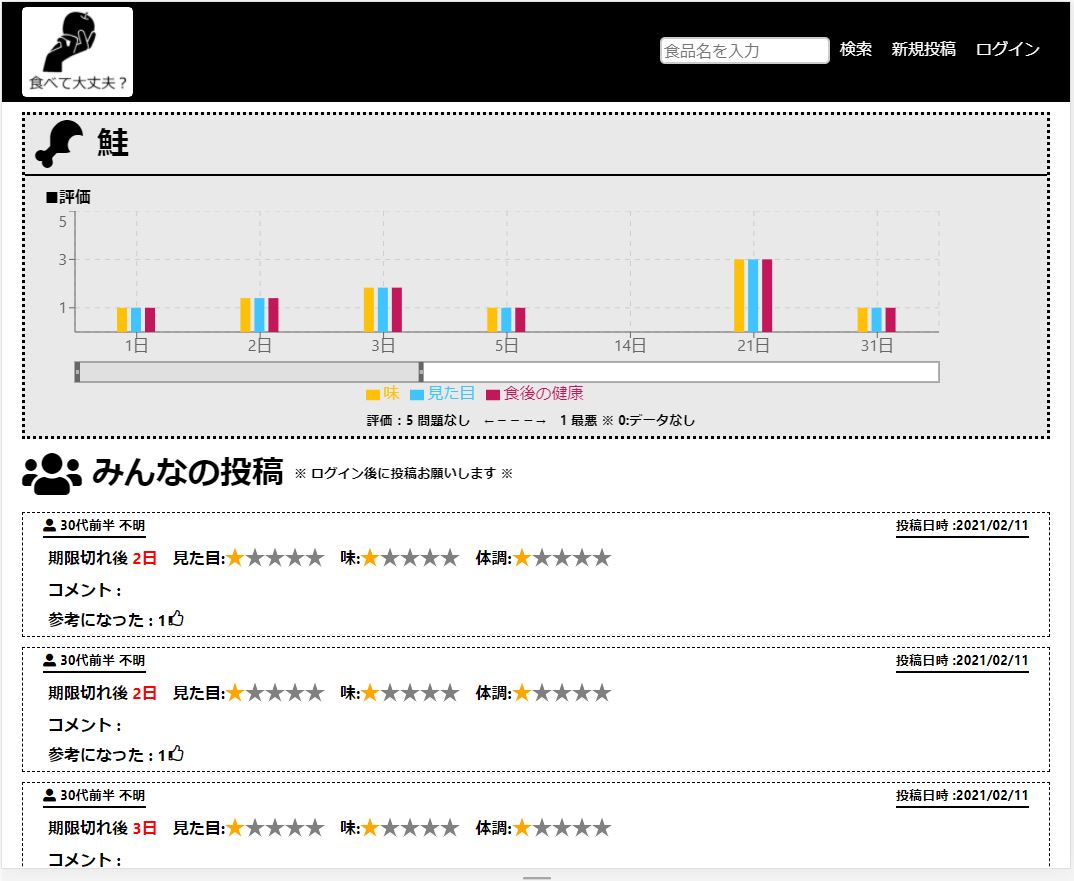 食べて大丈夫？
食品名を入力 検索 新規投稿 ログイン
鮭
■評価
5
3
1
1日 2日 3日 5日 14日 21日 31日
味 見た目 食後の健康
評価 : 5 問題なし ←－－－→ 1 最悪 ※ 0:データなし
みんなの投稿 ※ ログイン後に投稿お願いします ※
30代前半 不明 投稿日時 :2021/02/11
期限切れ後 2日 見た目:★★★★★ 味:★★★★★ 体調:★★★★★
コメント :
参考になった : 1
30代前半 不明 投稿日時 :2021/02/11
期限切れ後 2日 見た目:★★★★★ 味:★★★★★ 体調:★★★★★
コメント :
参考になった : 1
30代前半 不明 投稿日時 :2021/02/11
期限切れ後 3日 見た目:★★★★★ 味:★★★★★ 体調:★★★★★
コメント :